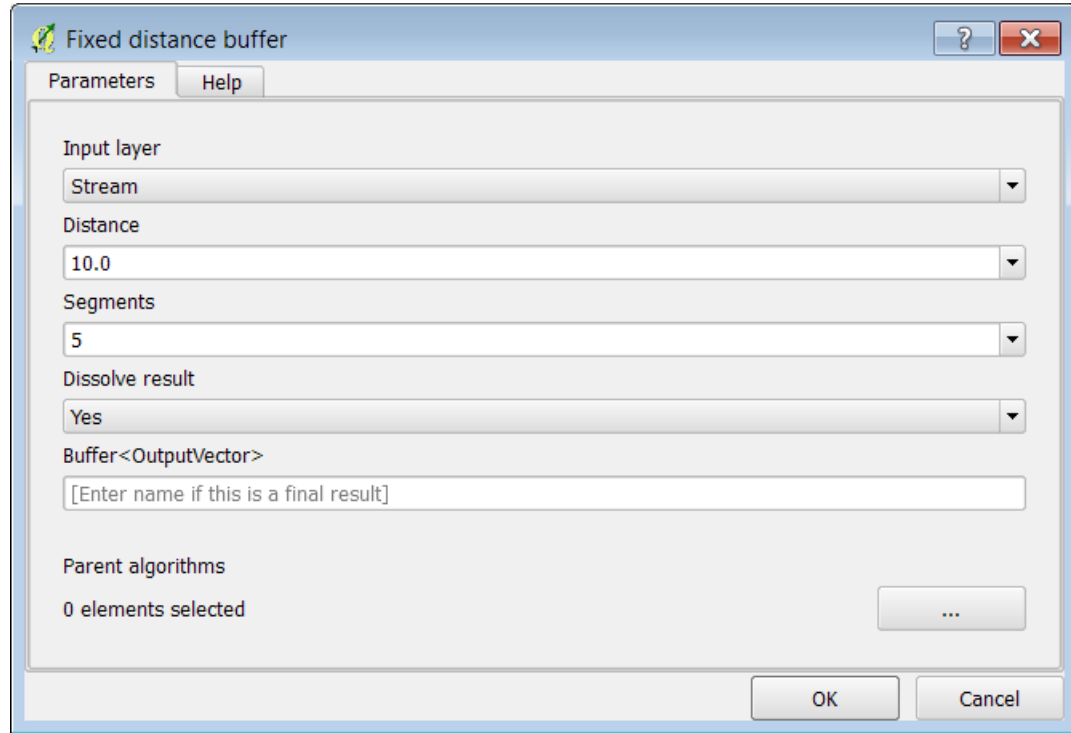 Fixed distance buffer
?
Parameters
Help
Input layer
Stream
Distance
10.0
Segments
5
Dissolve result
Yes
Buffer<OutputVector>
[Enter name if this is a final result]
Parent algorithms
0 elements selected
...
OK
Cancel